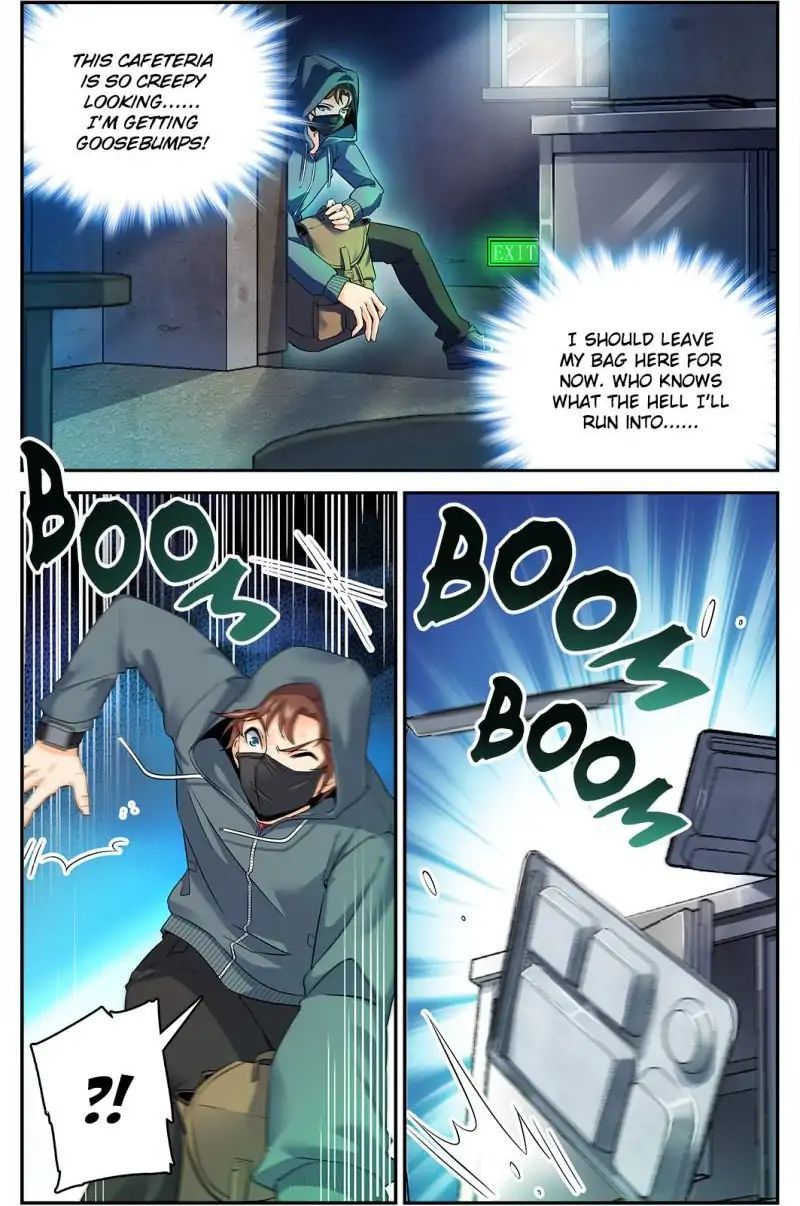 THIS CAFETERIA
IS SO CREEPY
LOOKING......
I'M GETTING
GOOSEBUMPS!
EXIT
I SHOULD LEAVE
MY BAG HERE FOR
NOW. WHO KNOWS
WHAT THE HELL I'LL
RUN INTO......
BOOM
?!
BOOM
BOOM